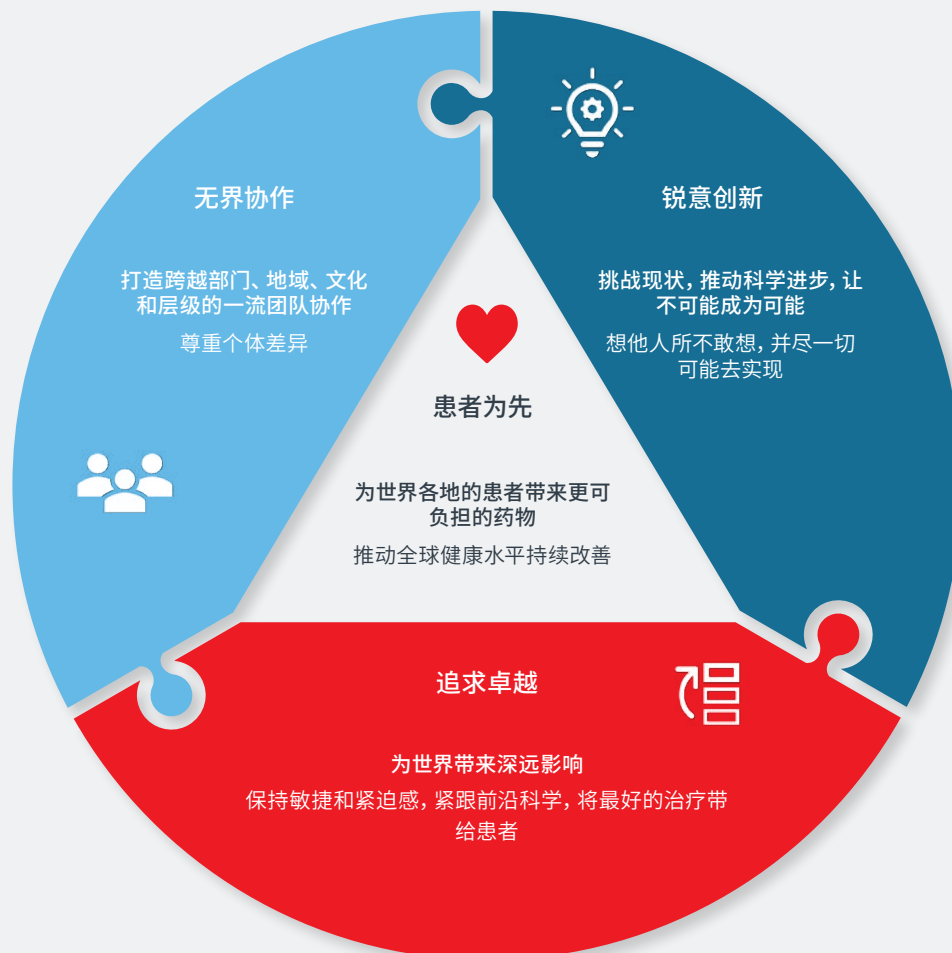 无界协作
打造跨越部门、地域、文化
和层级的一流团队协作
尊重个体差异
锐意创新
挑战现状，推动科学进步，让
不可能成为可能
想他人所不敢想，并尽一切
可能去实现
患者为先
为世界各地的患者带来更可
负担的药物
推动全球健康水平持续改善
追求卓越
为世界带来深远影响
保持敏捷和紧迫感，紧跟前沿科学，将最好的治疗带
给患者